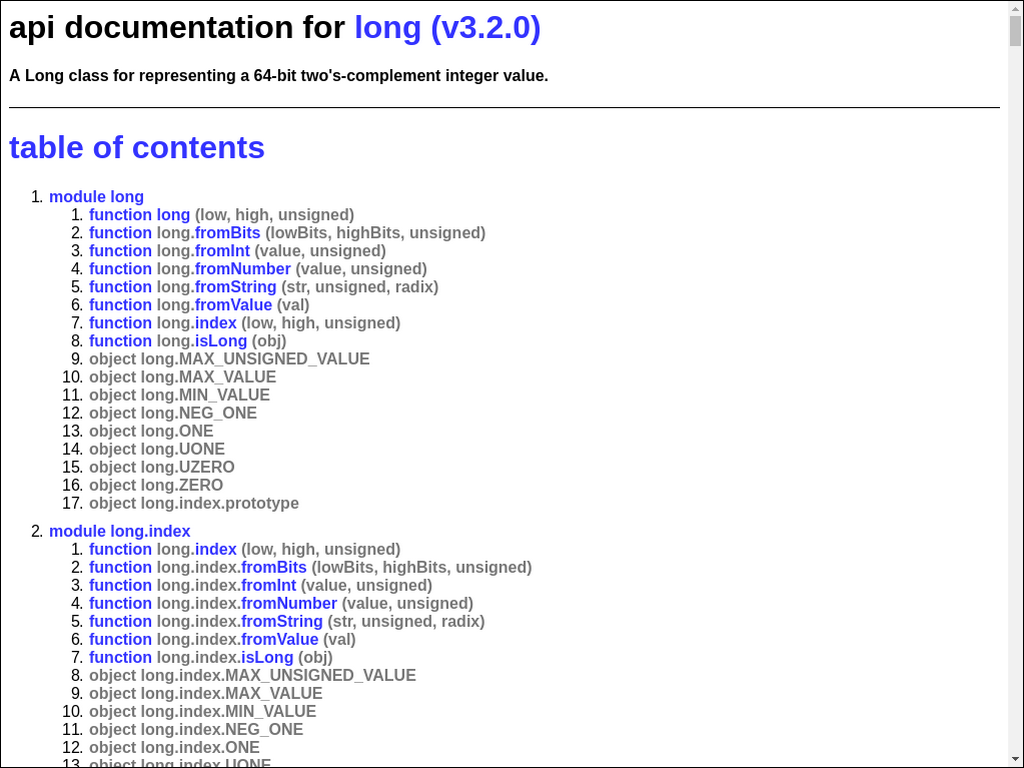 api documentation for long (v3.2.0)
A Long class for representing a 64-bit two's-complement integer value.
table of contents
1. module long
1. function long (low, high, unsigned)
2. function long.fromBits (lowBits, highBits, unsigned)
3. function long.fromInt (value, unsigned)
4. function long.fromNumber (value, unsigned)
5. function long.fromString (str, unsigned, radix)
6. function long.fromValue (val)
7. function long.index (low, high, unsigned)
8. function long.isLong (obj)
9. object long.MAX_UNSIGNED_VALUE
10. object long.MAX_VALUE
11. object long.MIN_VALUE
12. object long.NEG_ONE
13. object long.ONE
14. object long.UONE
15. object long.UZERO
16. object long.ZERO
17. object long.index.prototype
2. module long.index
1. function long.index (low, high, unsigned)
2. function long.index.fromBits (lowBits, highBits, unsigned)
3. function long.index.fromInt (value, unsigned)
4. function long.index.fromNumber (value, unsigned)
5. function long.index.fromString (str, unsigned, radix)
6. function long.index.fromValue (val)
7. function long.index.isLong (obj)
8. object long.index.MAX_UNSIGNED_VALUE
9. object long.index.MAX_VALUE
10. object long.index.MIN_VALUE
11. object long.index.NEG_ONE
12. object long.index.ONE
13. object long.index.UONE